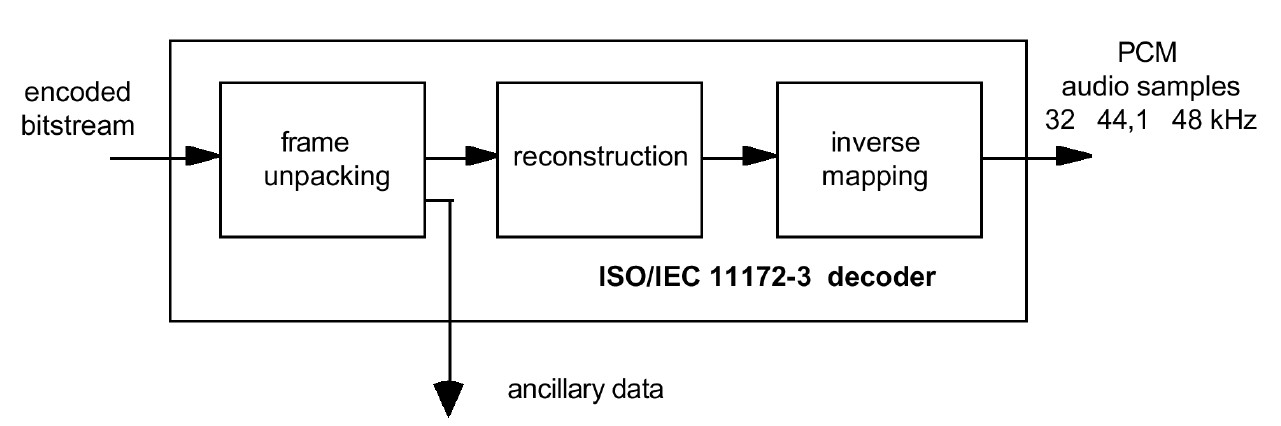 encoded
bitstream
frame
unpacking
reconstruction
inverse
mapping
PCM
audio samples
32 44,1 48 kHz
ISO/IEC 11172-3 decoder
ancillary data